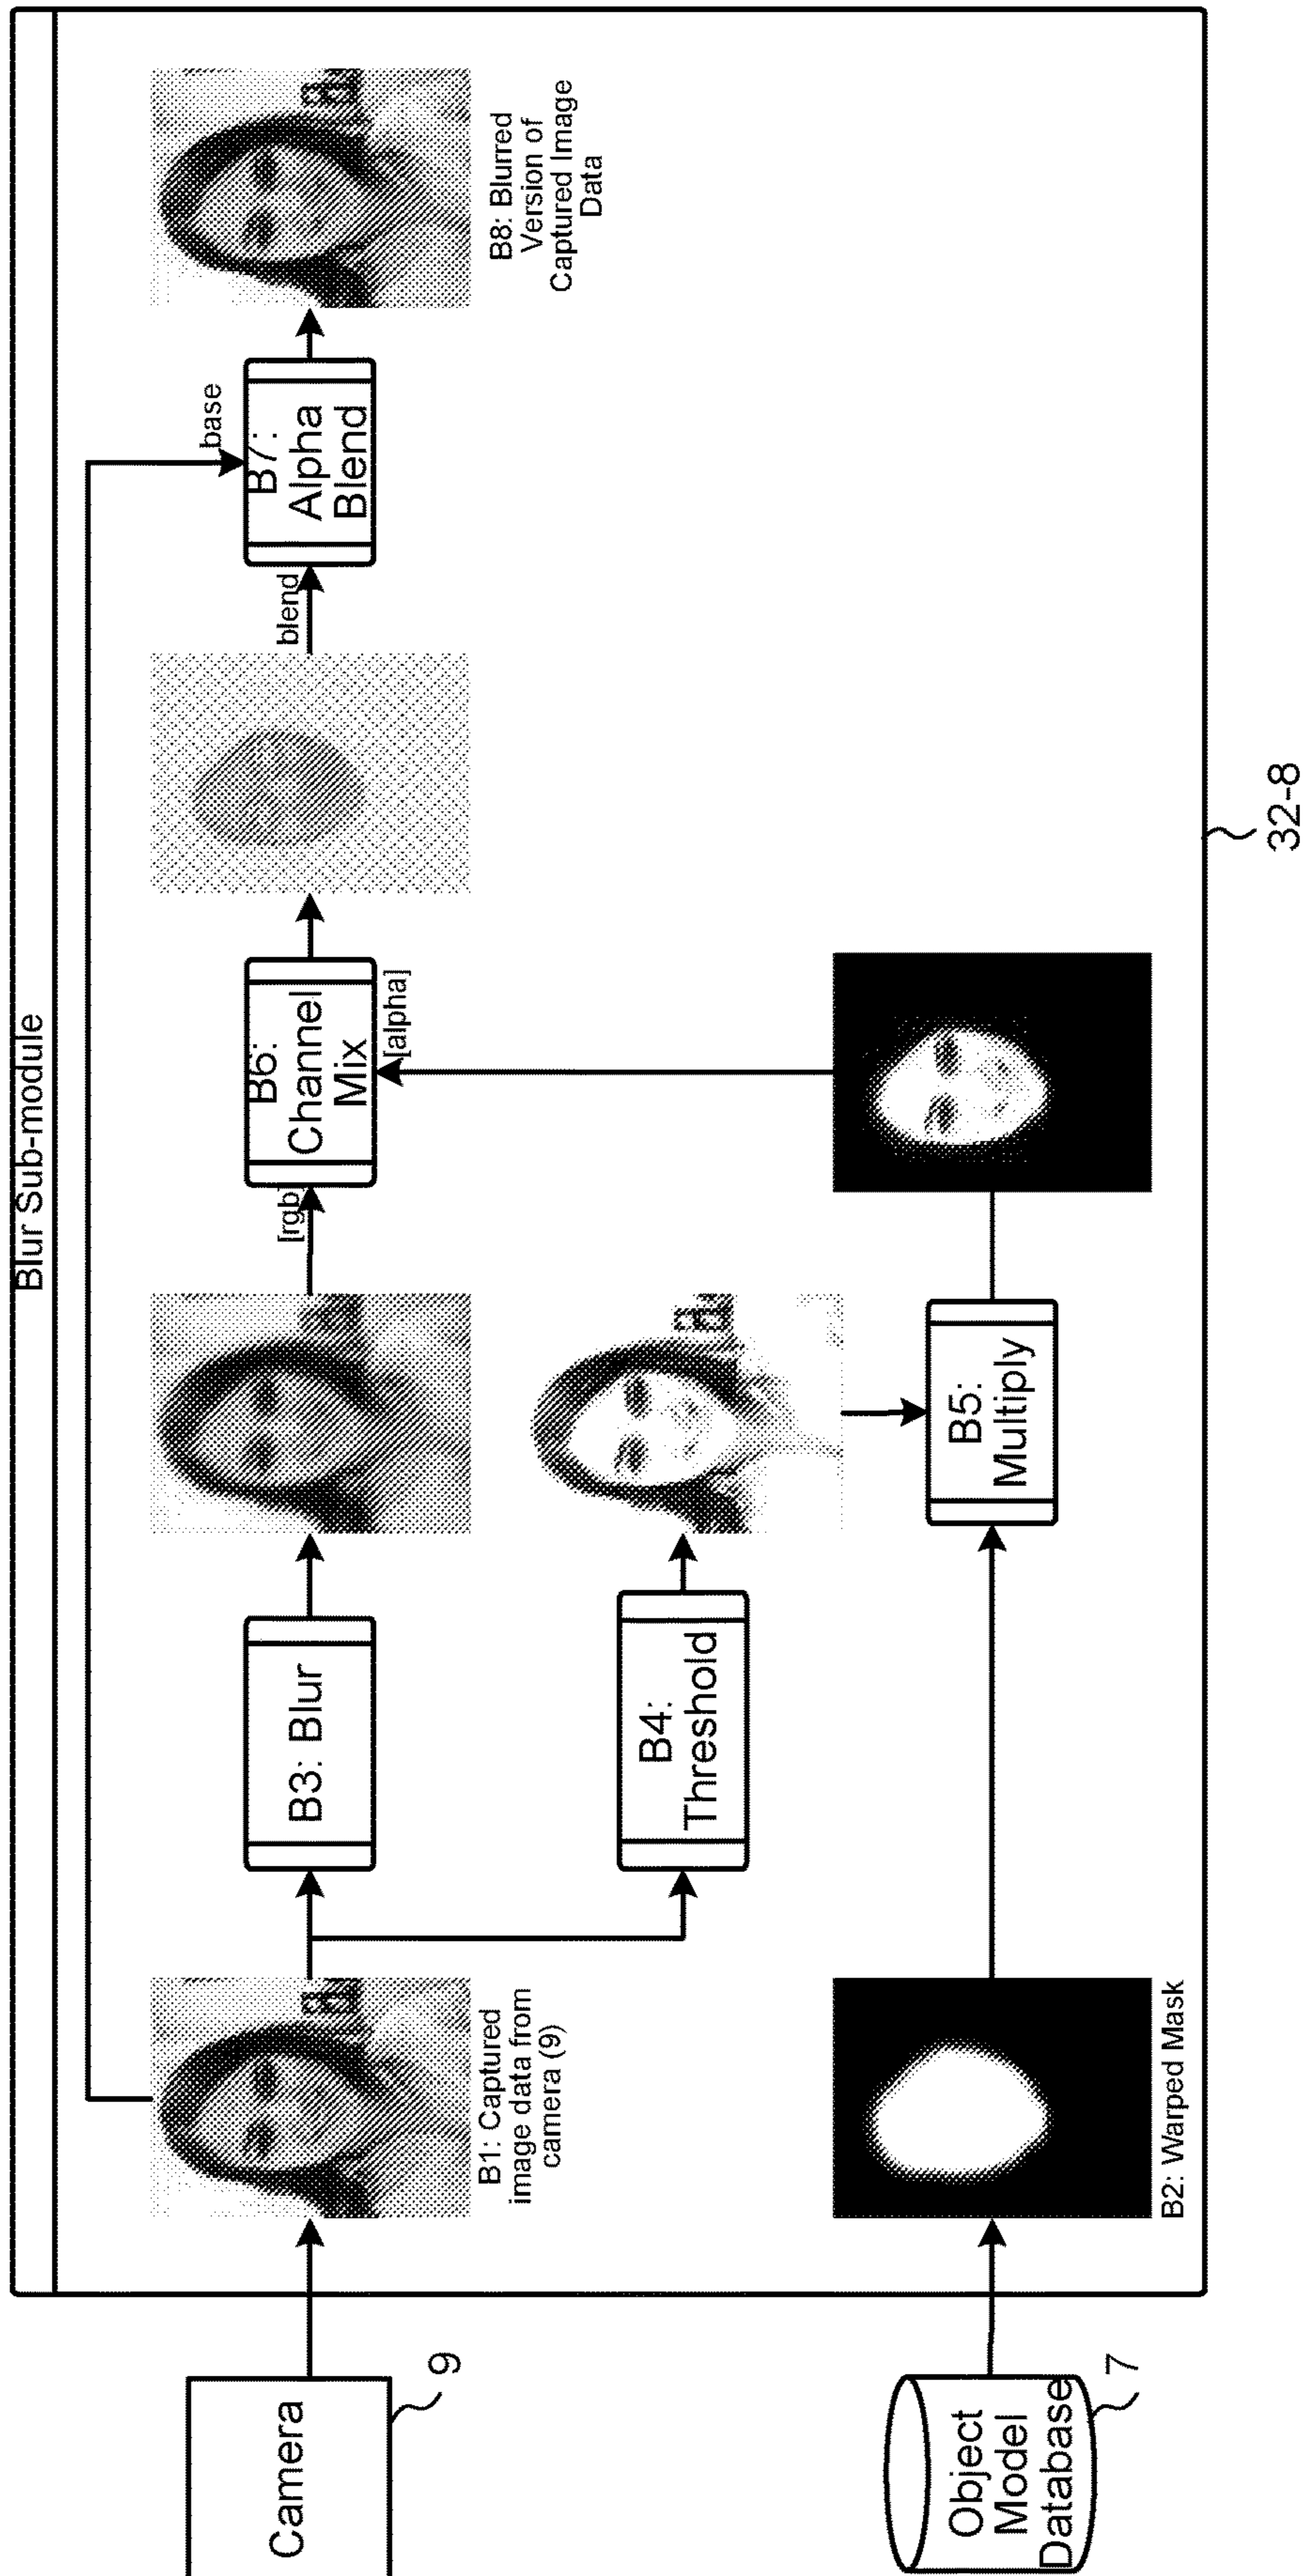 Blur Sub-module
Camera
9
B1: Captured
image data from
camera (9)
B3: Blur
[rgb]
B6:
Channel
Mix
[alpha]
blend
base
B7:
Alpha
Blend
B8: Blurred
Version of
Captured Image
Data
B4:
Threshold
Object
Model
Database
7
B2: Warped Mask
B5:
Multiply
32-8